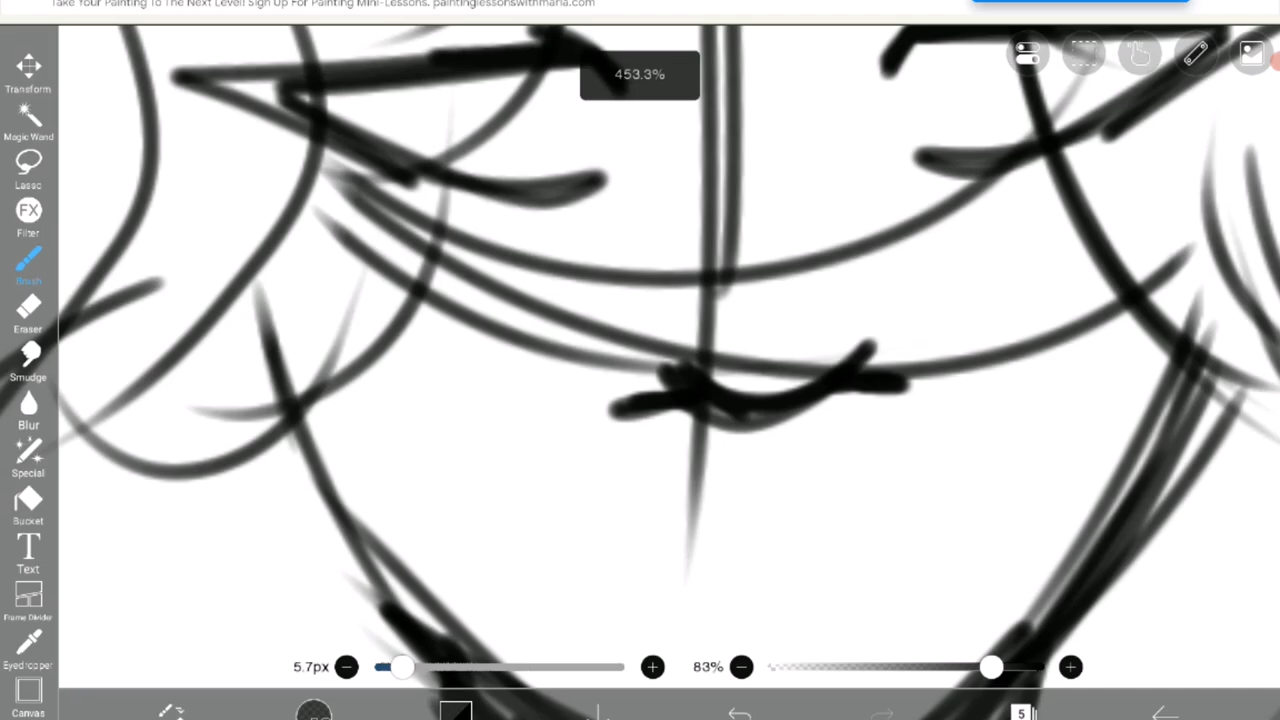 Take Your Painting To The Next Level! Sign Up For Painting Mini-Lessons. paintinglessonswithmaria.com
453.3%
Transform
Magic Wand
Lasso
FX
Filter
Brush
Eraser
Smudge
Blur
Special
Bucket
T
Text
Frame Divider
Eyedropper
Canvas
5.7px
83%
5